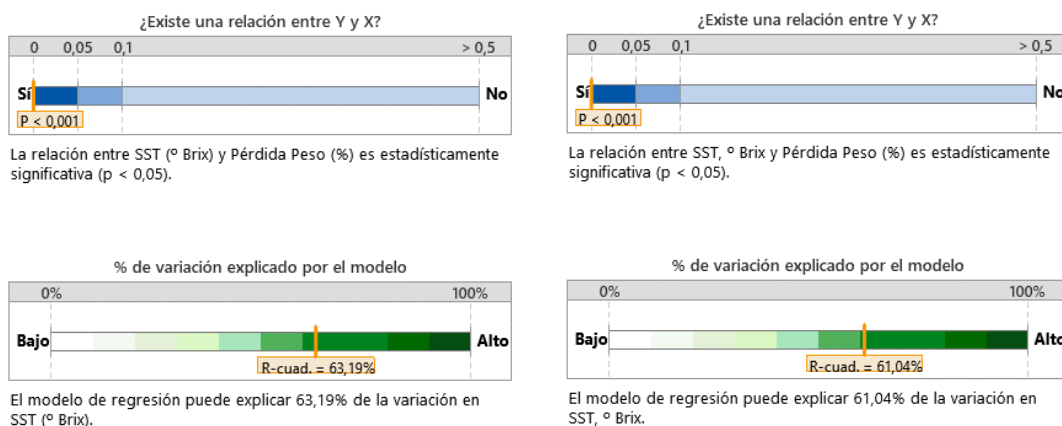 ¿Existe una relación entre Y y X?
0 0,05 0,1 > 0,5
Sí No
P < 0,001
La relación entre SST (º Brix) y Pérdida Peso (%) es estadísticamente
significativa (p < 0,05).
% de variación explicado por el modelo
0% 100%
Bajo Alto
R-cuad. = 63,19%
El modelo de regresión puede explicar 63,19% de la variación en
SST (º Brix).
¿Existe una relación entre Y y X?
0 0,05 0,1 > 0,5
Sí No
P < 0,001
La relación entre SST, º Brix y Pérdida Peso (%) es estadísticamente
significativa (p < 0,05).
% de variación explicado por el modelo
0% 100%
Bajo Alto
R-cuad. = 61,04%
El modelo de regresión puede explicar 61,04% de la variación en
SST, º Brix.